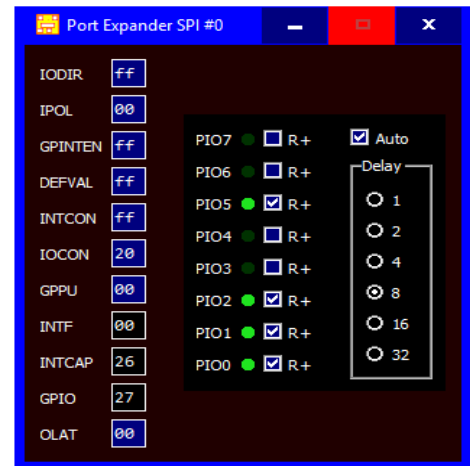 Port Expander SPI #0
IODIR ff
IPOL 00
GPINTEN ff
DEFVAL ff
INTCON ff
IOCON 20
GPPU 00
INTF 00
INTCAP 26
GPIO 27
OLAT 00
PIO7 R+
PIO6 R+
PIO5 R+
PIO4 R+
PIO3 R+
PIO2 R+
PIO1 R+
PIO0 R+
Auto
Delay
1
2
4
8
16
32